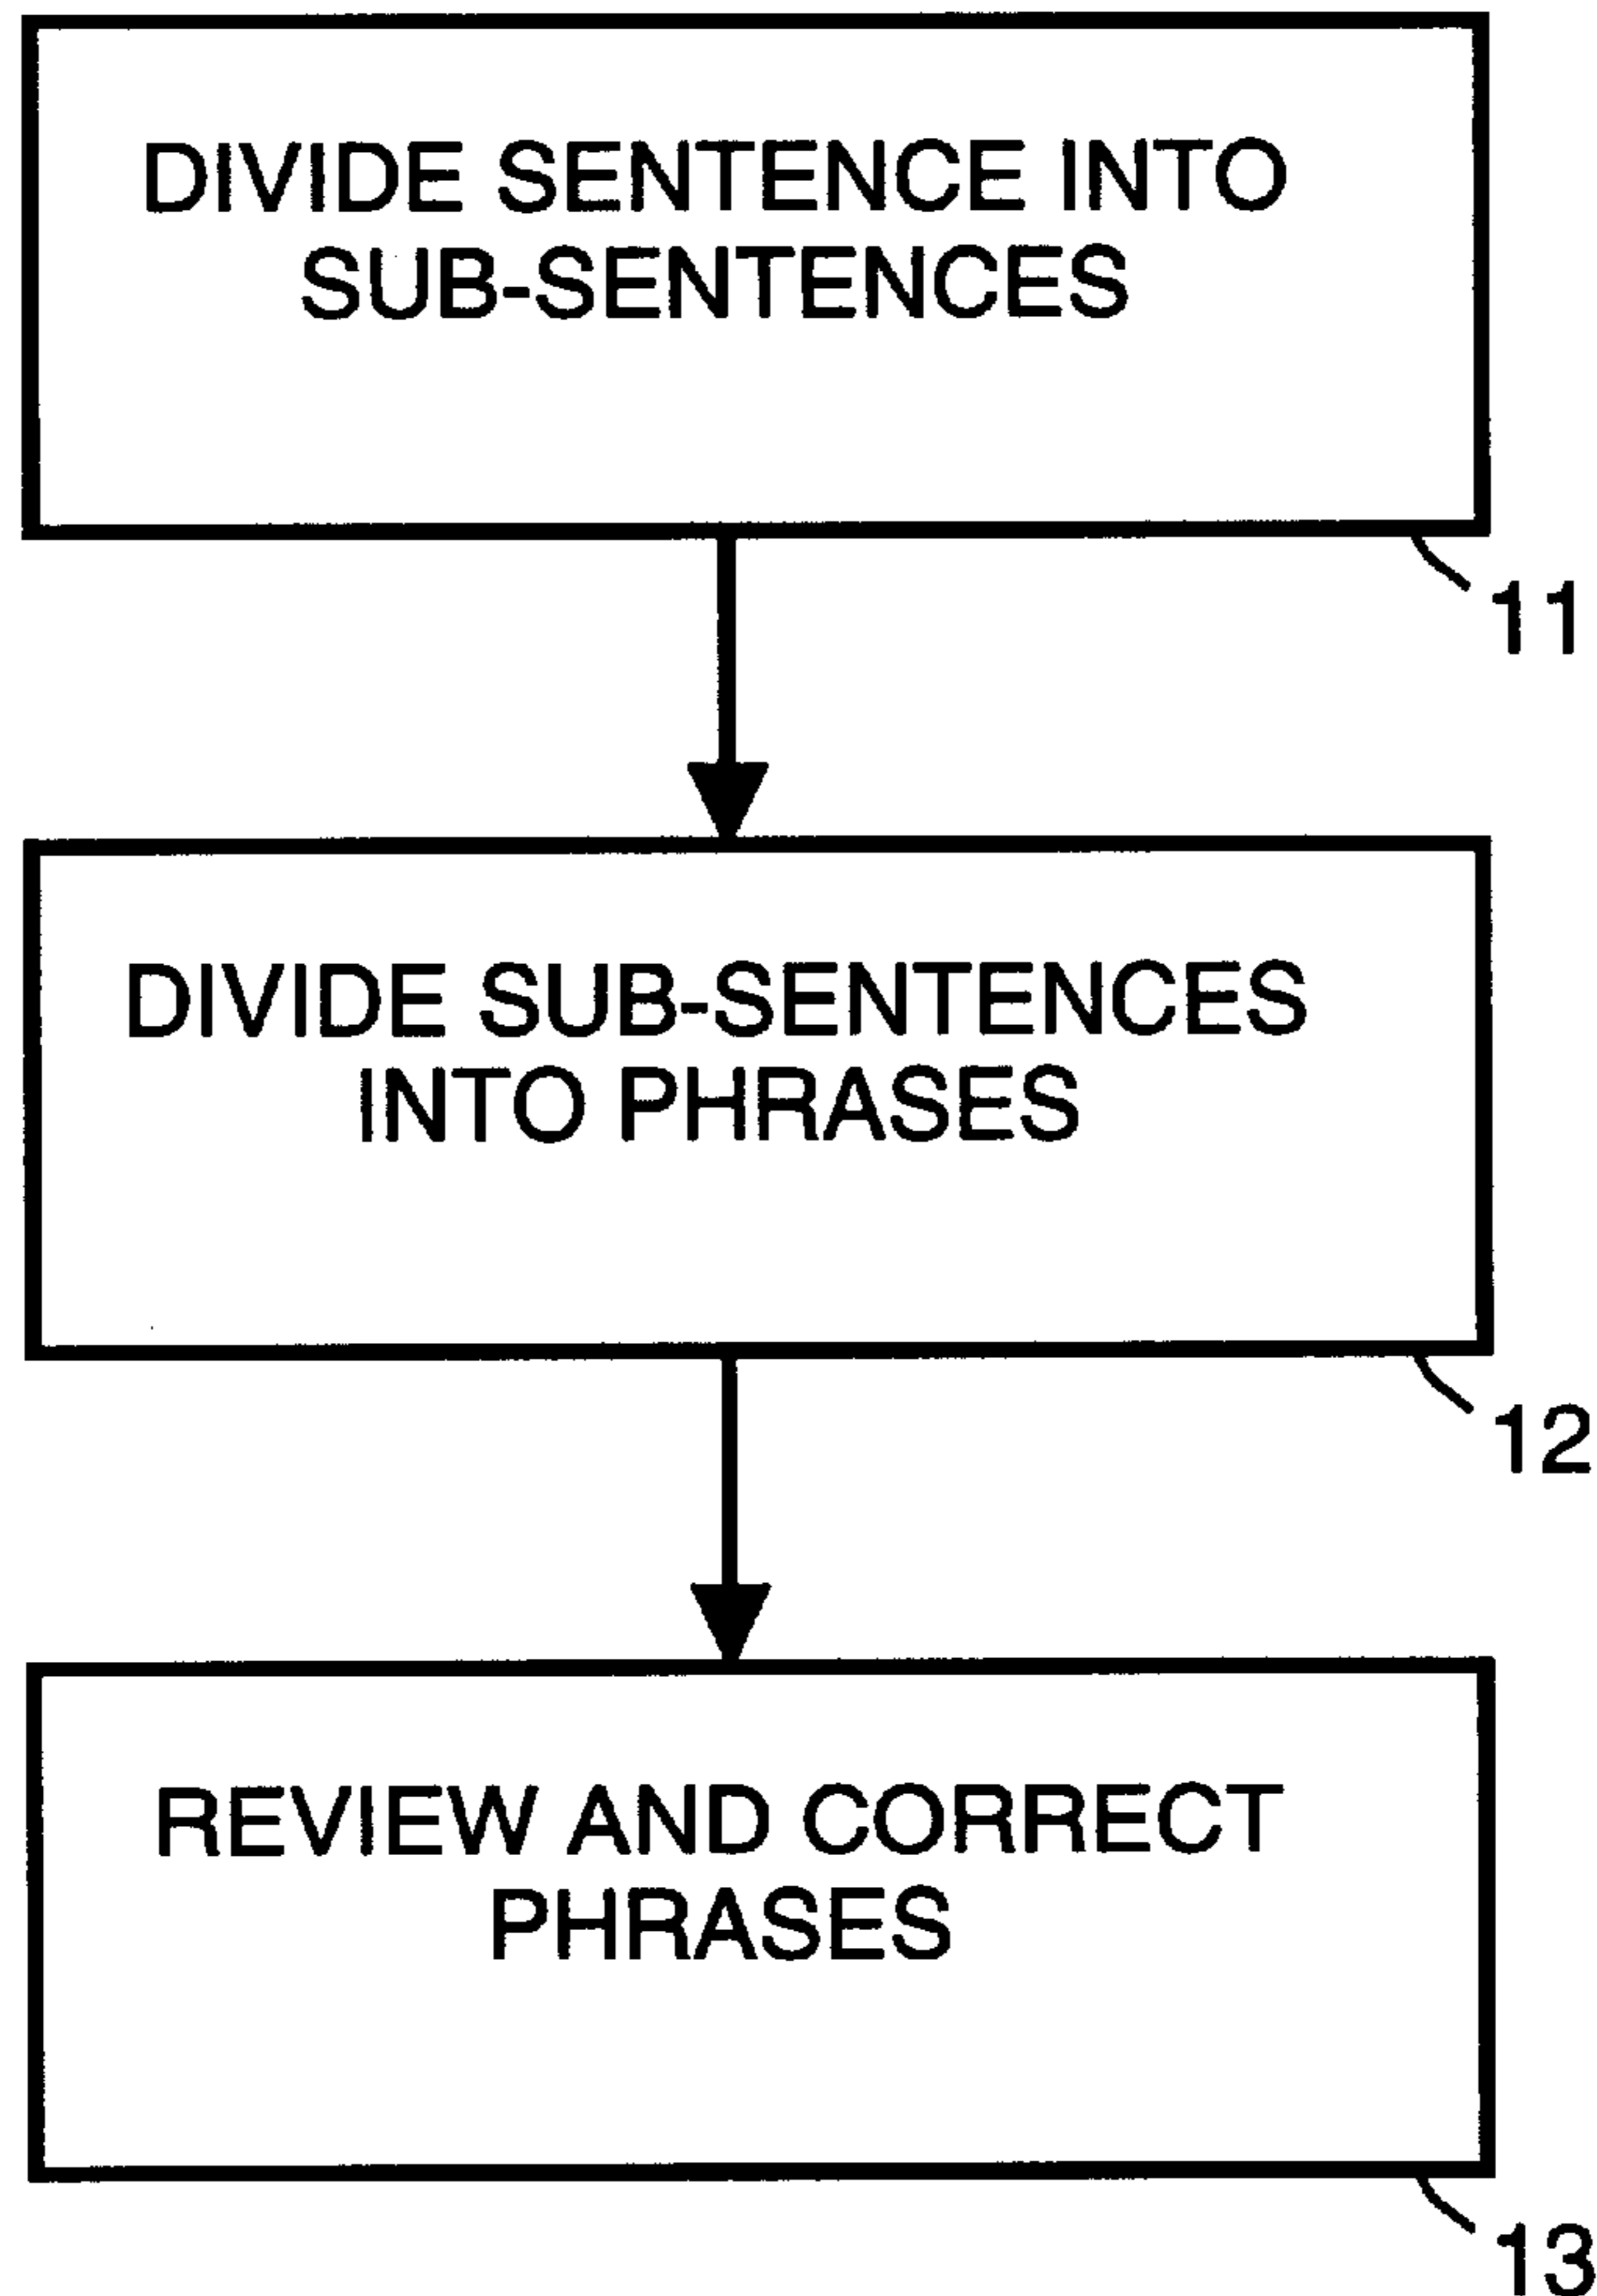 DIVIDE SENTENCE INTO
SUB-SENTENCES
11
DIVIDE SUB-SENTENCES
INTO PHRASES
12
REVIEW AND CORRECT
PHRASES
13